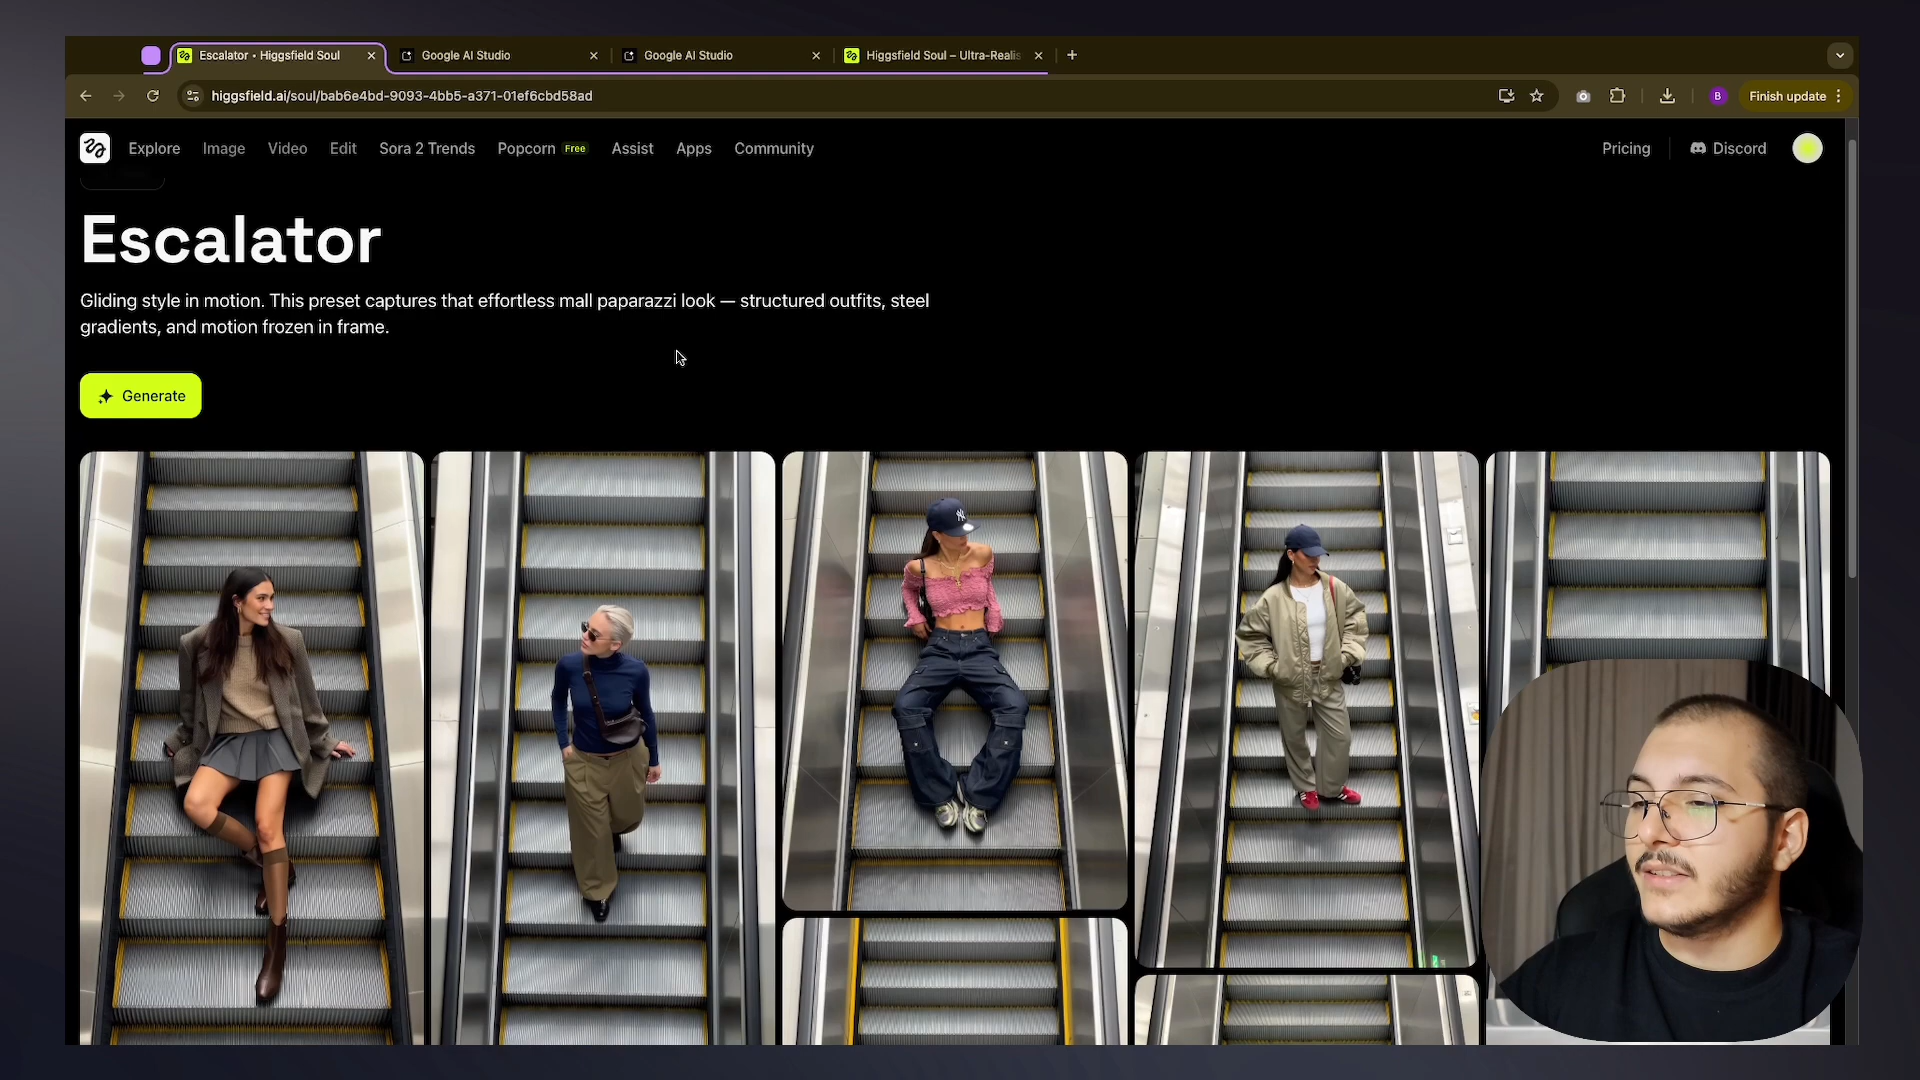 Escalator • Higgsfield Soul
Google AI Studio
Google AI Studio
Higgsfield Soul – Ultra-Realis
higgsfield.ai/soul/bab6e4bd-9093-4bb5-a371-01ef6cbd58ad
B
Finish update
Explore
Image
Video
Edit
Sora 2 Trends
Popcorn Free
Assist
Apps
Community
Pricing
Discord
Escalator
Gliding style in motion. This preset captures that effortless mall paparazzi look — structured outfits, steel
gradients, and motion frozen in frame.
Generate